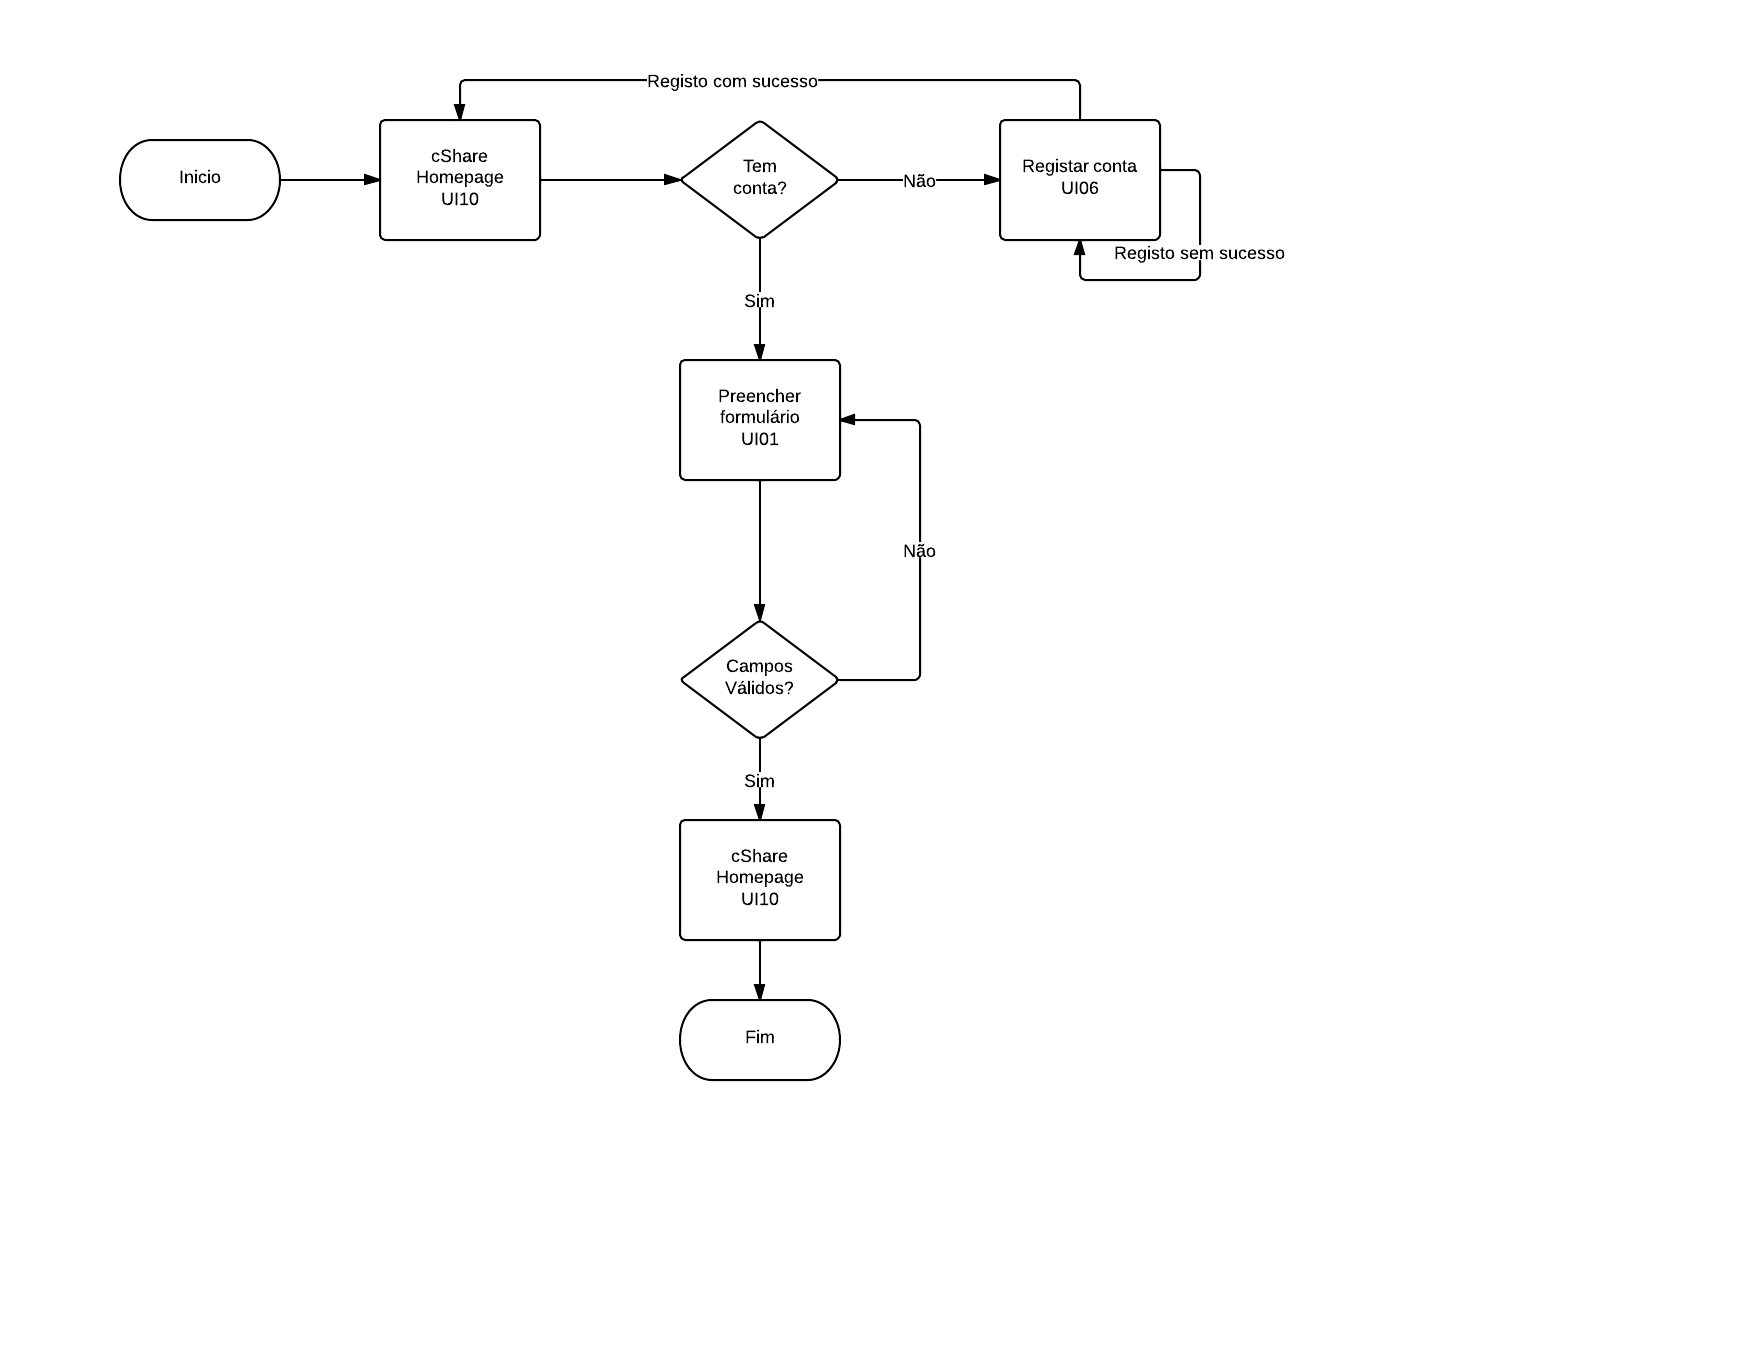 Registo com sucesso
Inicio
cShare
Homepage
UI10
Tem
conta?
Não
Registar conta
UI06
Registo sem sucesso
Sim
Preencher
formulário
UI01
Não
Campos
Válidos?
Sim
cShare
Homepage
UI10
Fim